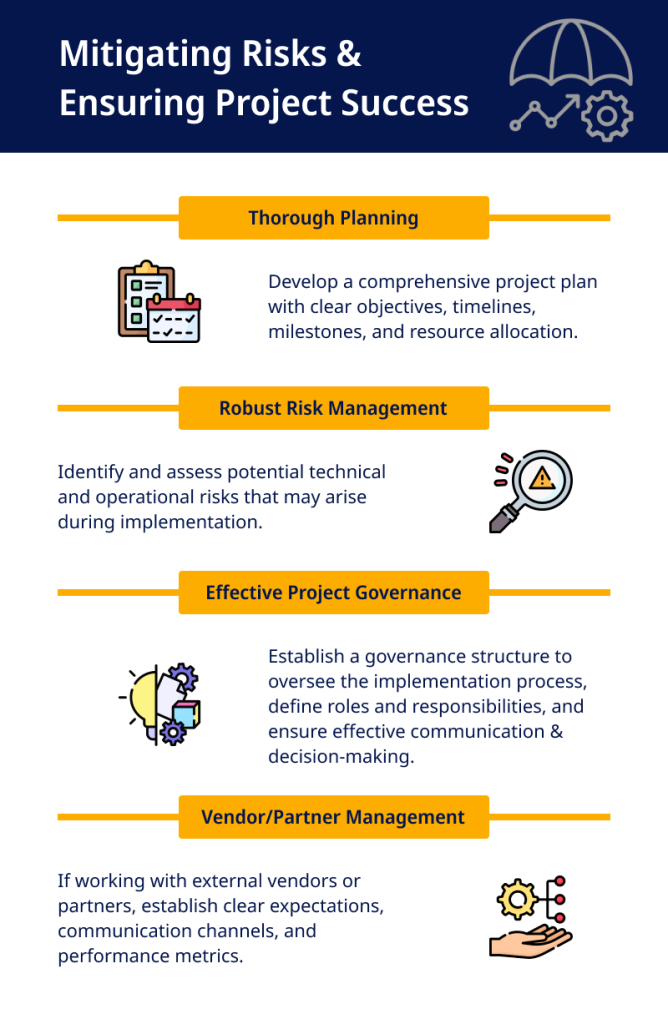 Mitigating Risks &
Ensuring Project Success
Thorough Planning
Develop a comprehensive project plan
with clear objectives, timelines,
milestones, and resource allocation.
Robust Risk Management
Identify and assess potential technical
and operational risks that may arise
during implementation.
Effective Project Governance
Establish a governance structure to
oversee the implementation process,
define roles and responsibilities, and
ensure effective communication &
decision-making.
Vendor/Partner Management
If working with external vendors or
partners, establish clear expectations,
communication channels, and
performance metrics.